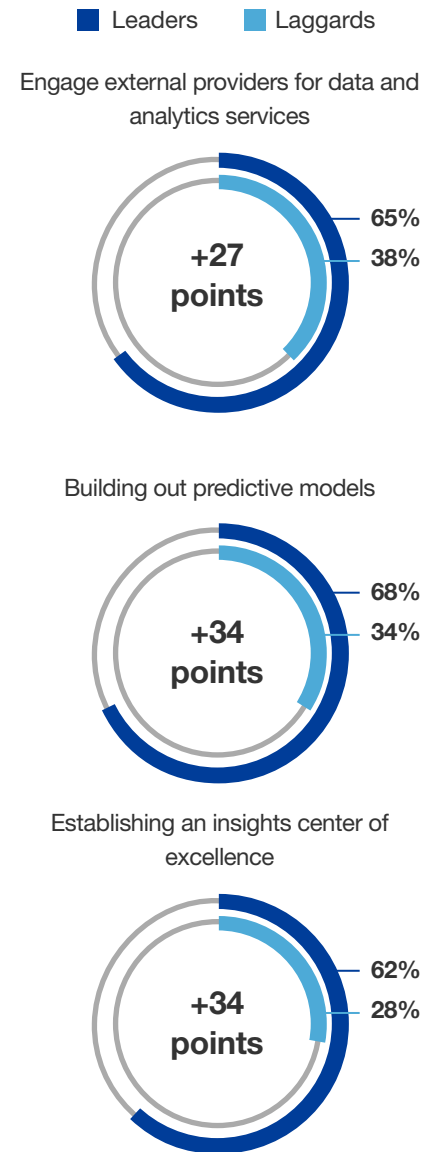 Leaders Laggards
Engage external providers for data and
analytics services
+27
points
65%
38%
Building out predictive models
+34
points
68%
34%
Establishing an insights center of
excellence
+34
points
62%
28%